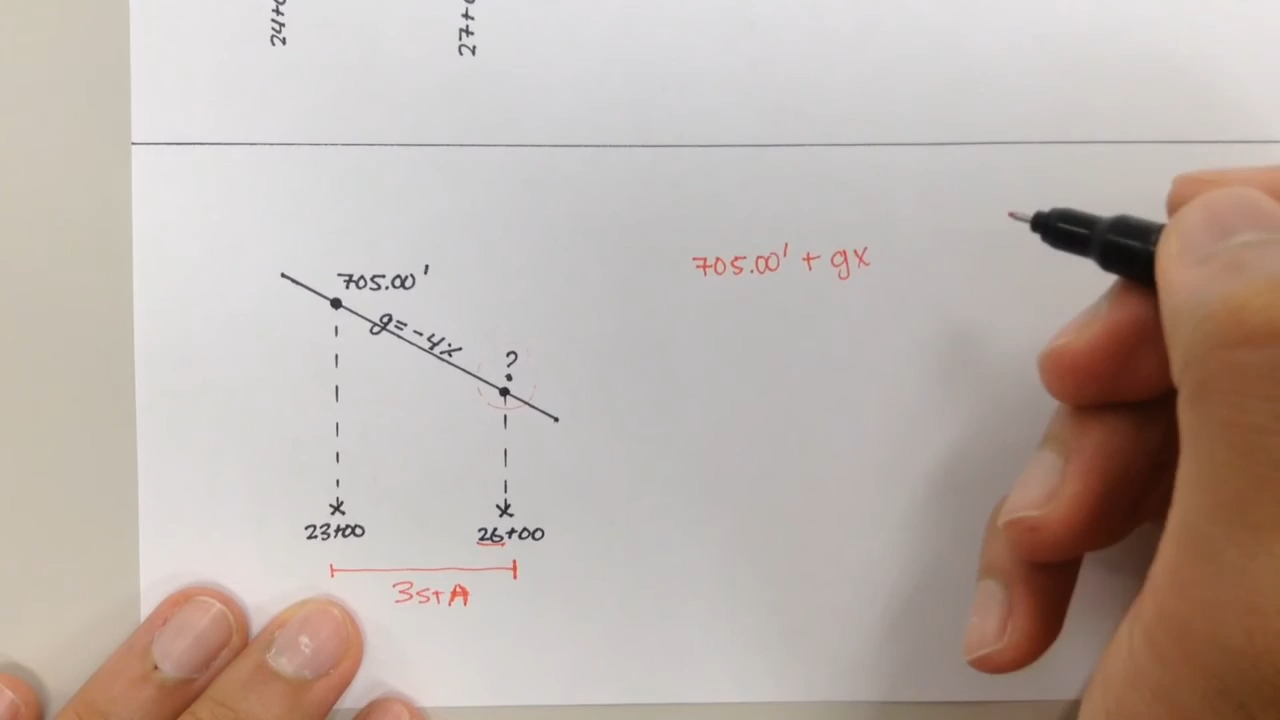 24+
27+
705.00'
g=-4%
?
23+00
26+00
3 STA
705.00' + gx